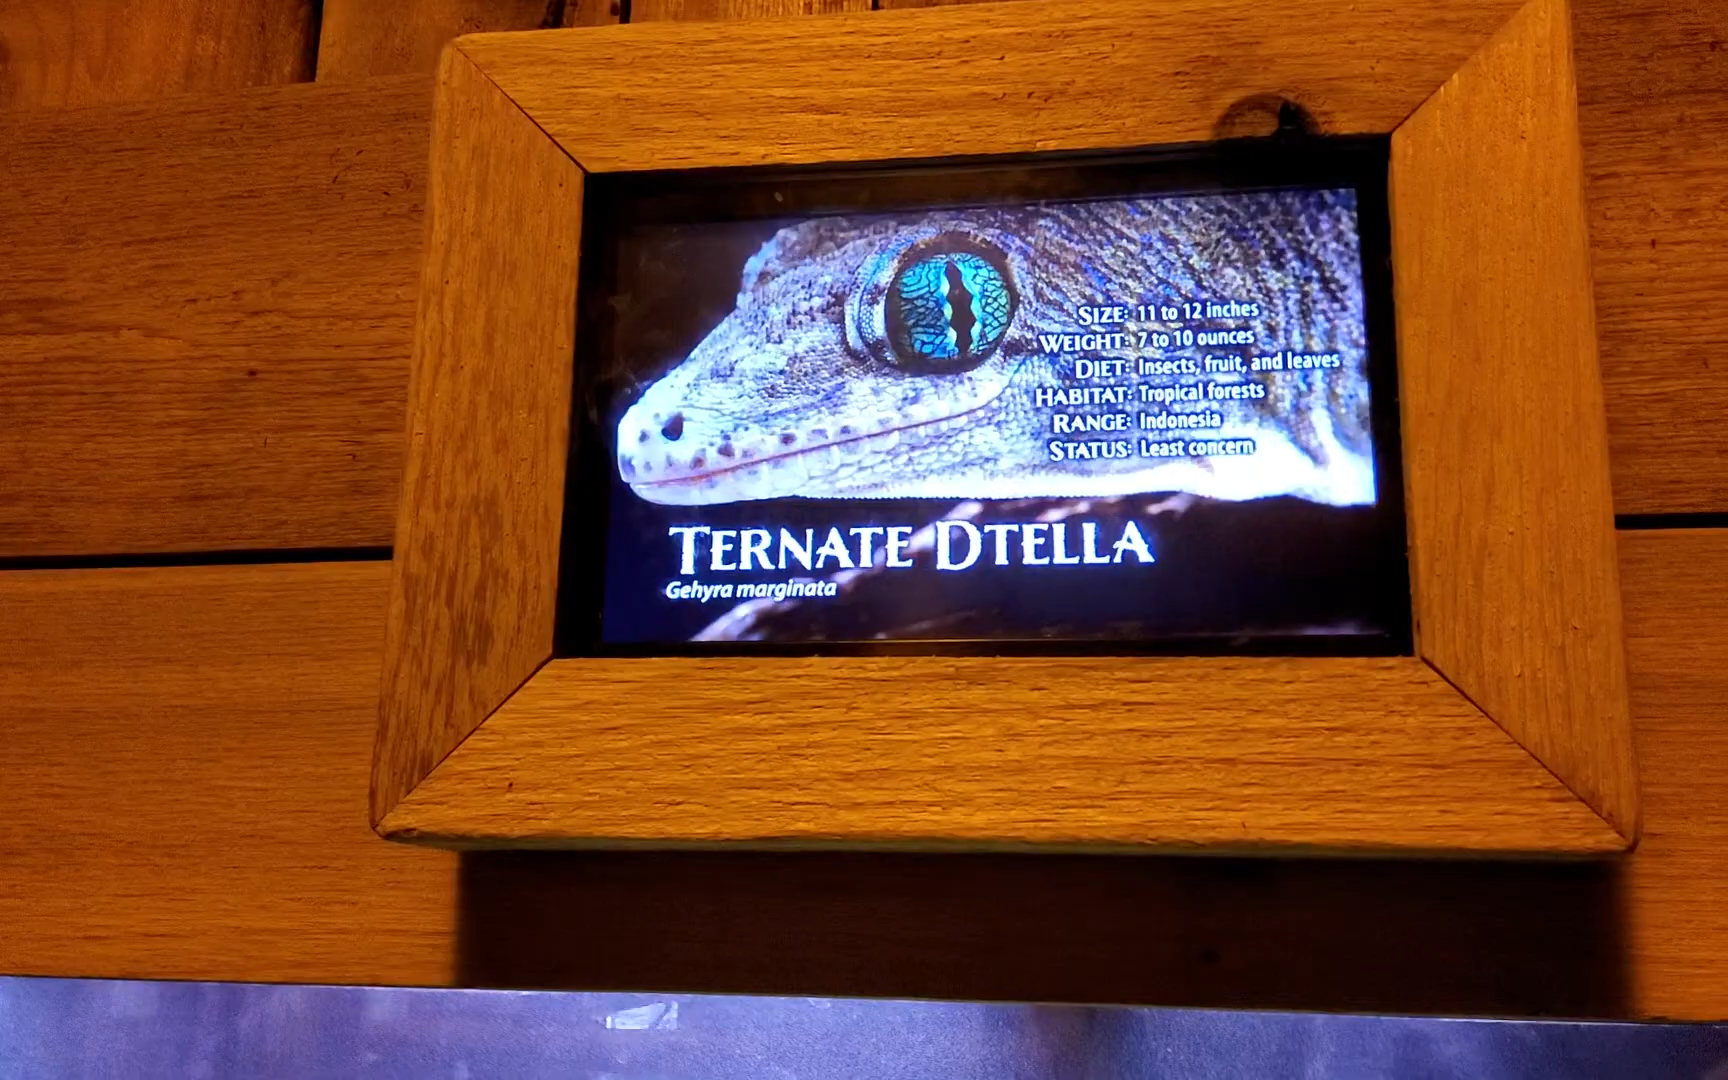 SIZE: 11 to 12 inches
WEIGHT: 7 to 10 ounces
DIET: Insects, fruit, and leaves
HABITAT: Tropical forests
RANGE: Indonesia
STATUS: Least concern
TERNATE DTELLA
Gehyra marginata